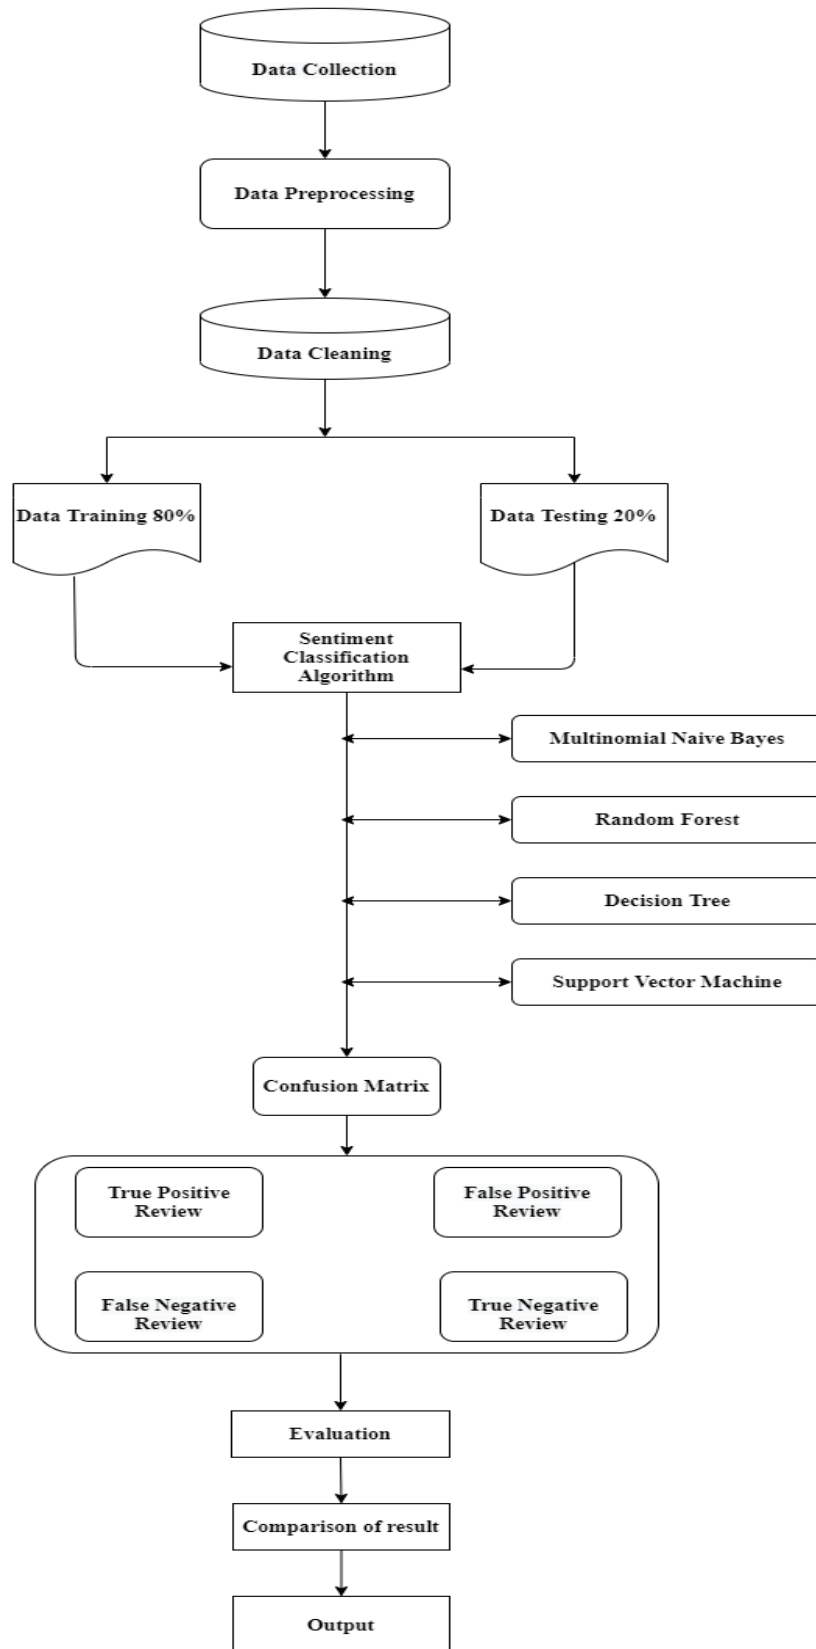 Data Collection
Data Preprocessing
Data Cleaning
Data Training 80%
Data Testing 20%
Sentiment
Classification
Algorithm
Multinomial Naive Bayes
Random Forest
Decision Tree
Support Vector Machine
Confusion Matrix
True Positive
Review
False Positive
Review
False Negative
Review
True Negative
Review
Evaluation
Comparison of result
Output